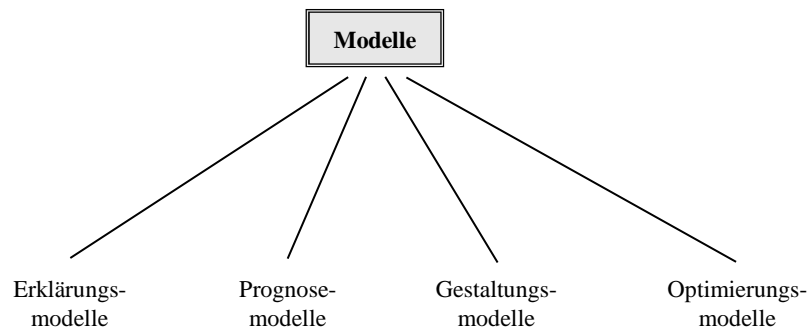 Modelle
Erklärungs-
modelle
Prognose-
modelle
Gestaltungs-
modelle
Optimierungs-
modelle